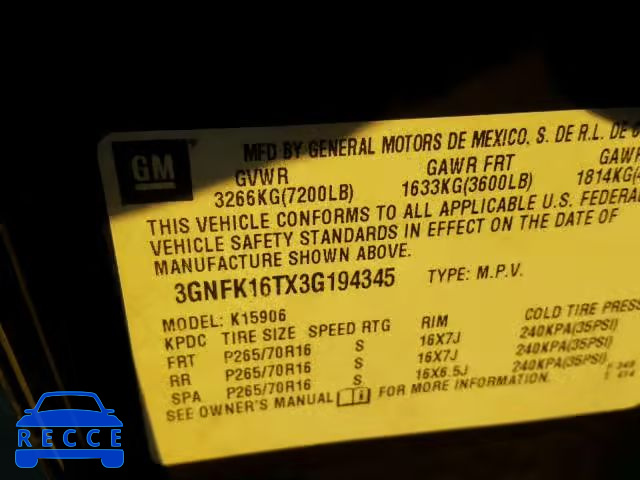 GM
MFD BY GENERAL MOTORS DE MEXICO, S. DE R.L. DE
GVWR GAWR FRT GAW
3266KG(7200LB) 1633KG(3600LB) 1814KG(
THIS VEHICLE CONFORMS TO ALL APPLICABLE U.S. FEDERAL
VEHICLE SAFETY STANDARDS IN EFFECT ON THE DATE OF
MANUFACTURE SHOWN ABOVE.
3GNFK16TX3G194345 TYPE: M.P.V.
MODEL: K15906
KPDC TIRE SIZE SPEED RTG RIM COLD TIRE PRES
FRT P265/70R16 S 16X7J 240KPA(35PSI)
RR P265/70R16 S 16X7J 240KPA(35PSI)
SPA P265/70R16 S 16X6.5J 240KPA(35PSI)
SEE OWNER'S MANUAL FOR MORE INFORMATION.
RECCE